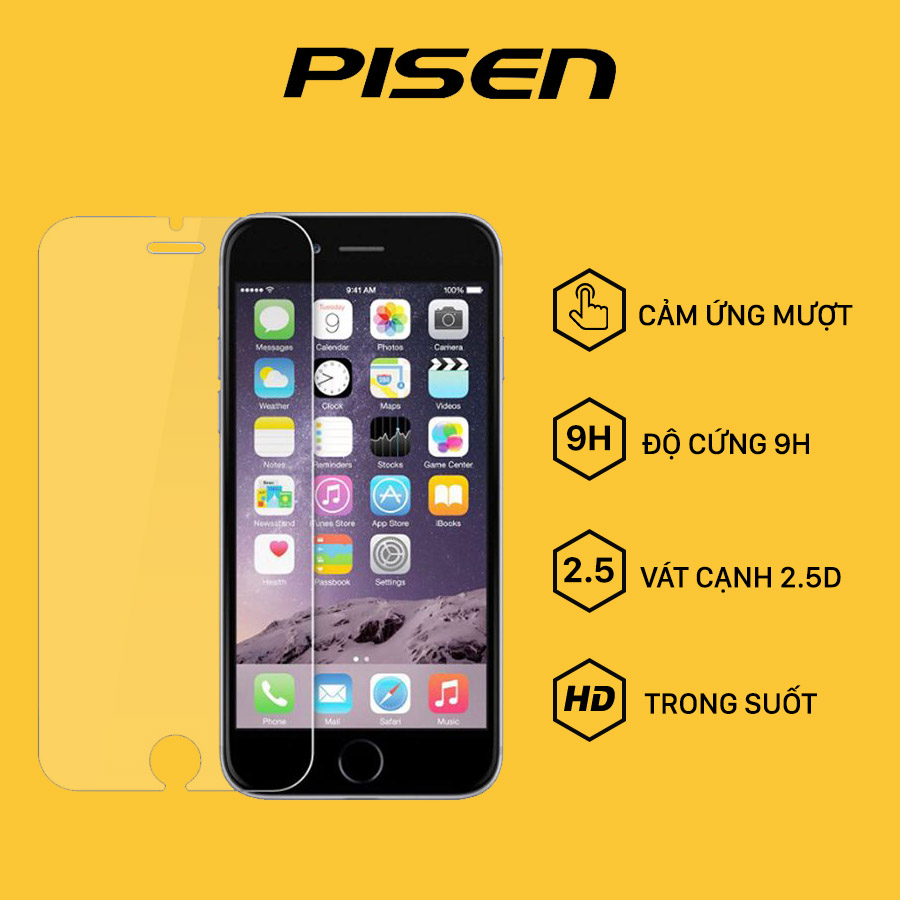 PISEN
9:41 AM 100%
Tuesday
9
Messages Calendar Photos Camera
Weather Clock Maps Videos
Notes Reminders Stocks Game Center
Newsstand iTunes Store App Store iBooks
Health Passbook Settings
Phone Mail Safari Music
CẢM ỨNG MƯỢT
9H ĐỘ CỨNG 9H
2.5 VÁT CẠNH 2.5D
HD TRONG SUỐT